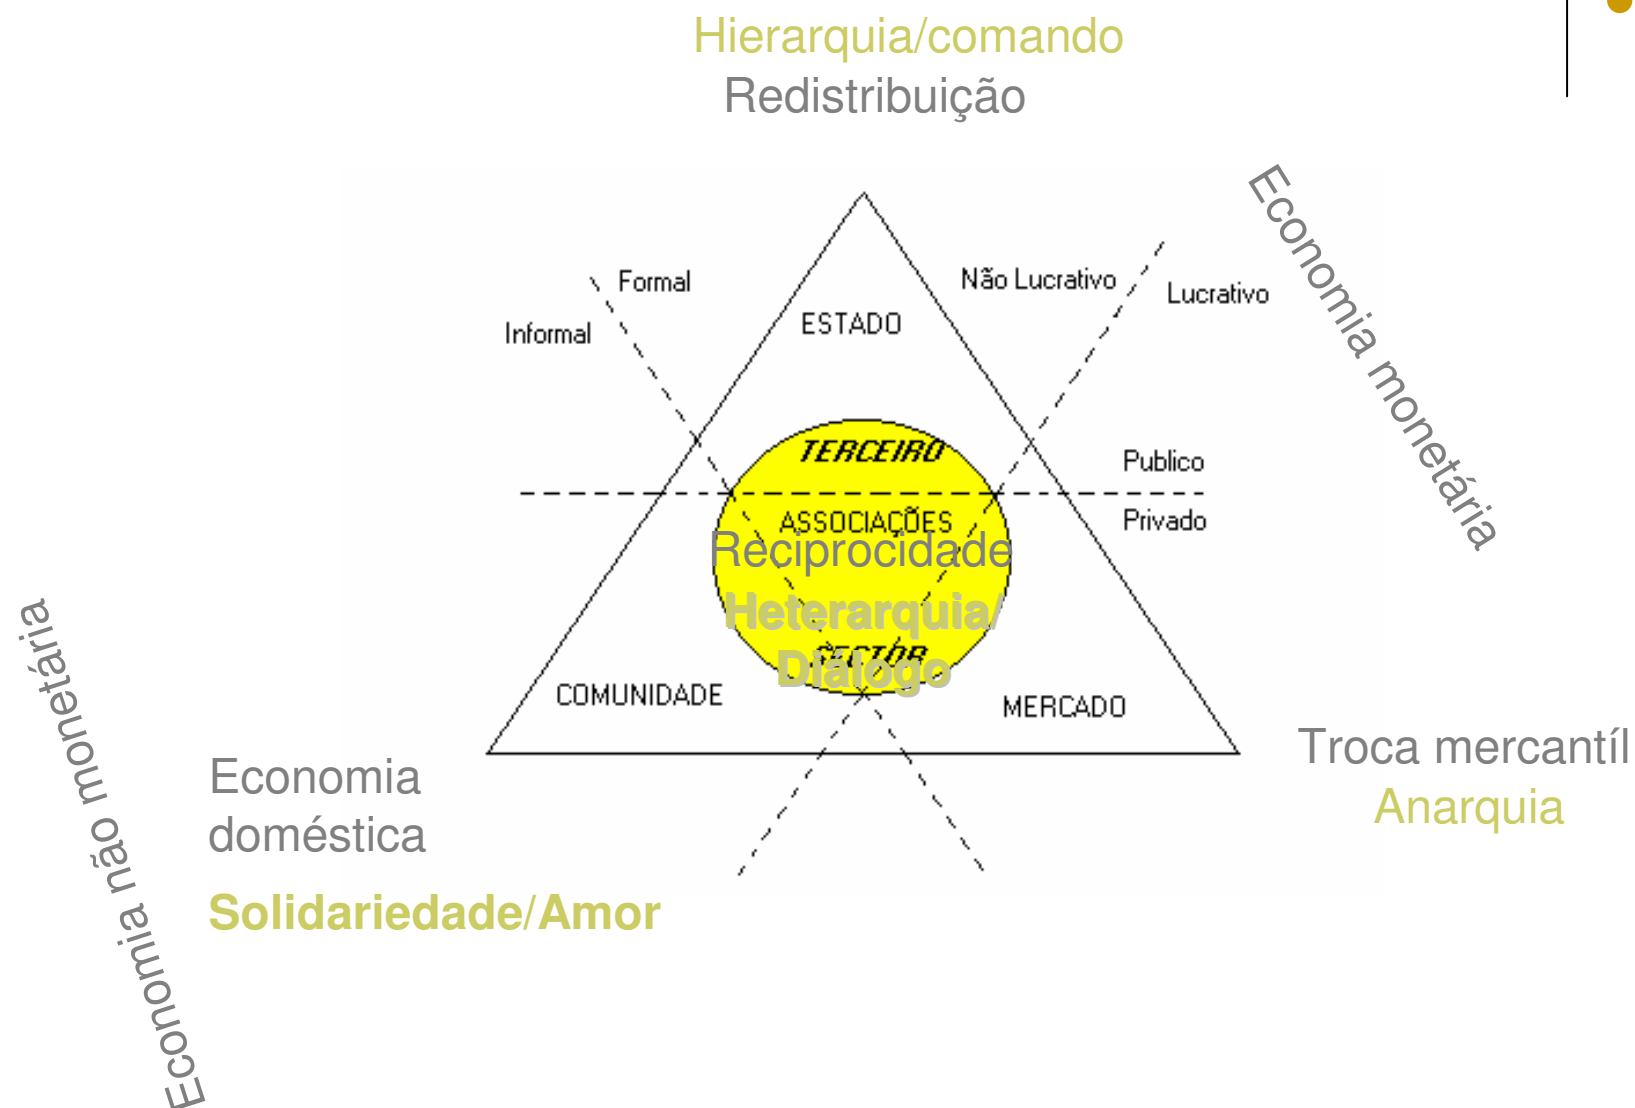 Hierarquia/comando
Redistribuição
Economia monetária
Formal
Não Lucrativo
Lucrativo
Informal
ESTADO
TERCEIRO
Publico
ASSOCIAÇÕES
Privado
Reciprocidade
Heterarquia/
SECTOR
Diálogo
COMUNIDADE
MERCADO
Economia não monetária
Troca mercantíl
Anarquia
Economia
doméstica
Solidariedade/Amor